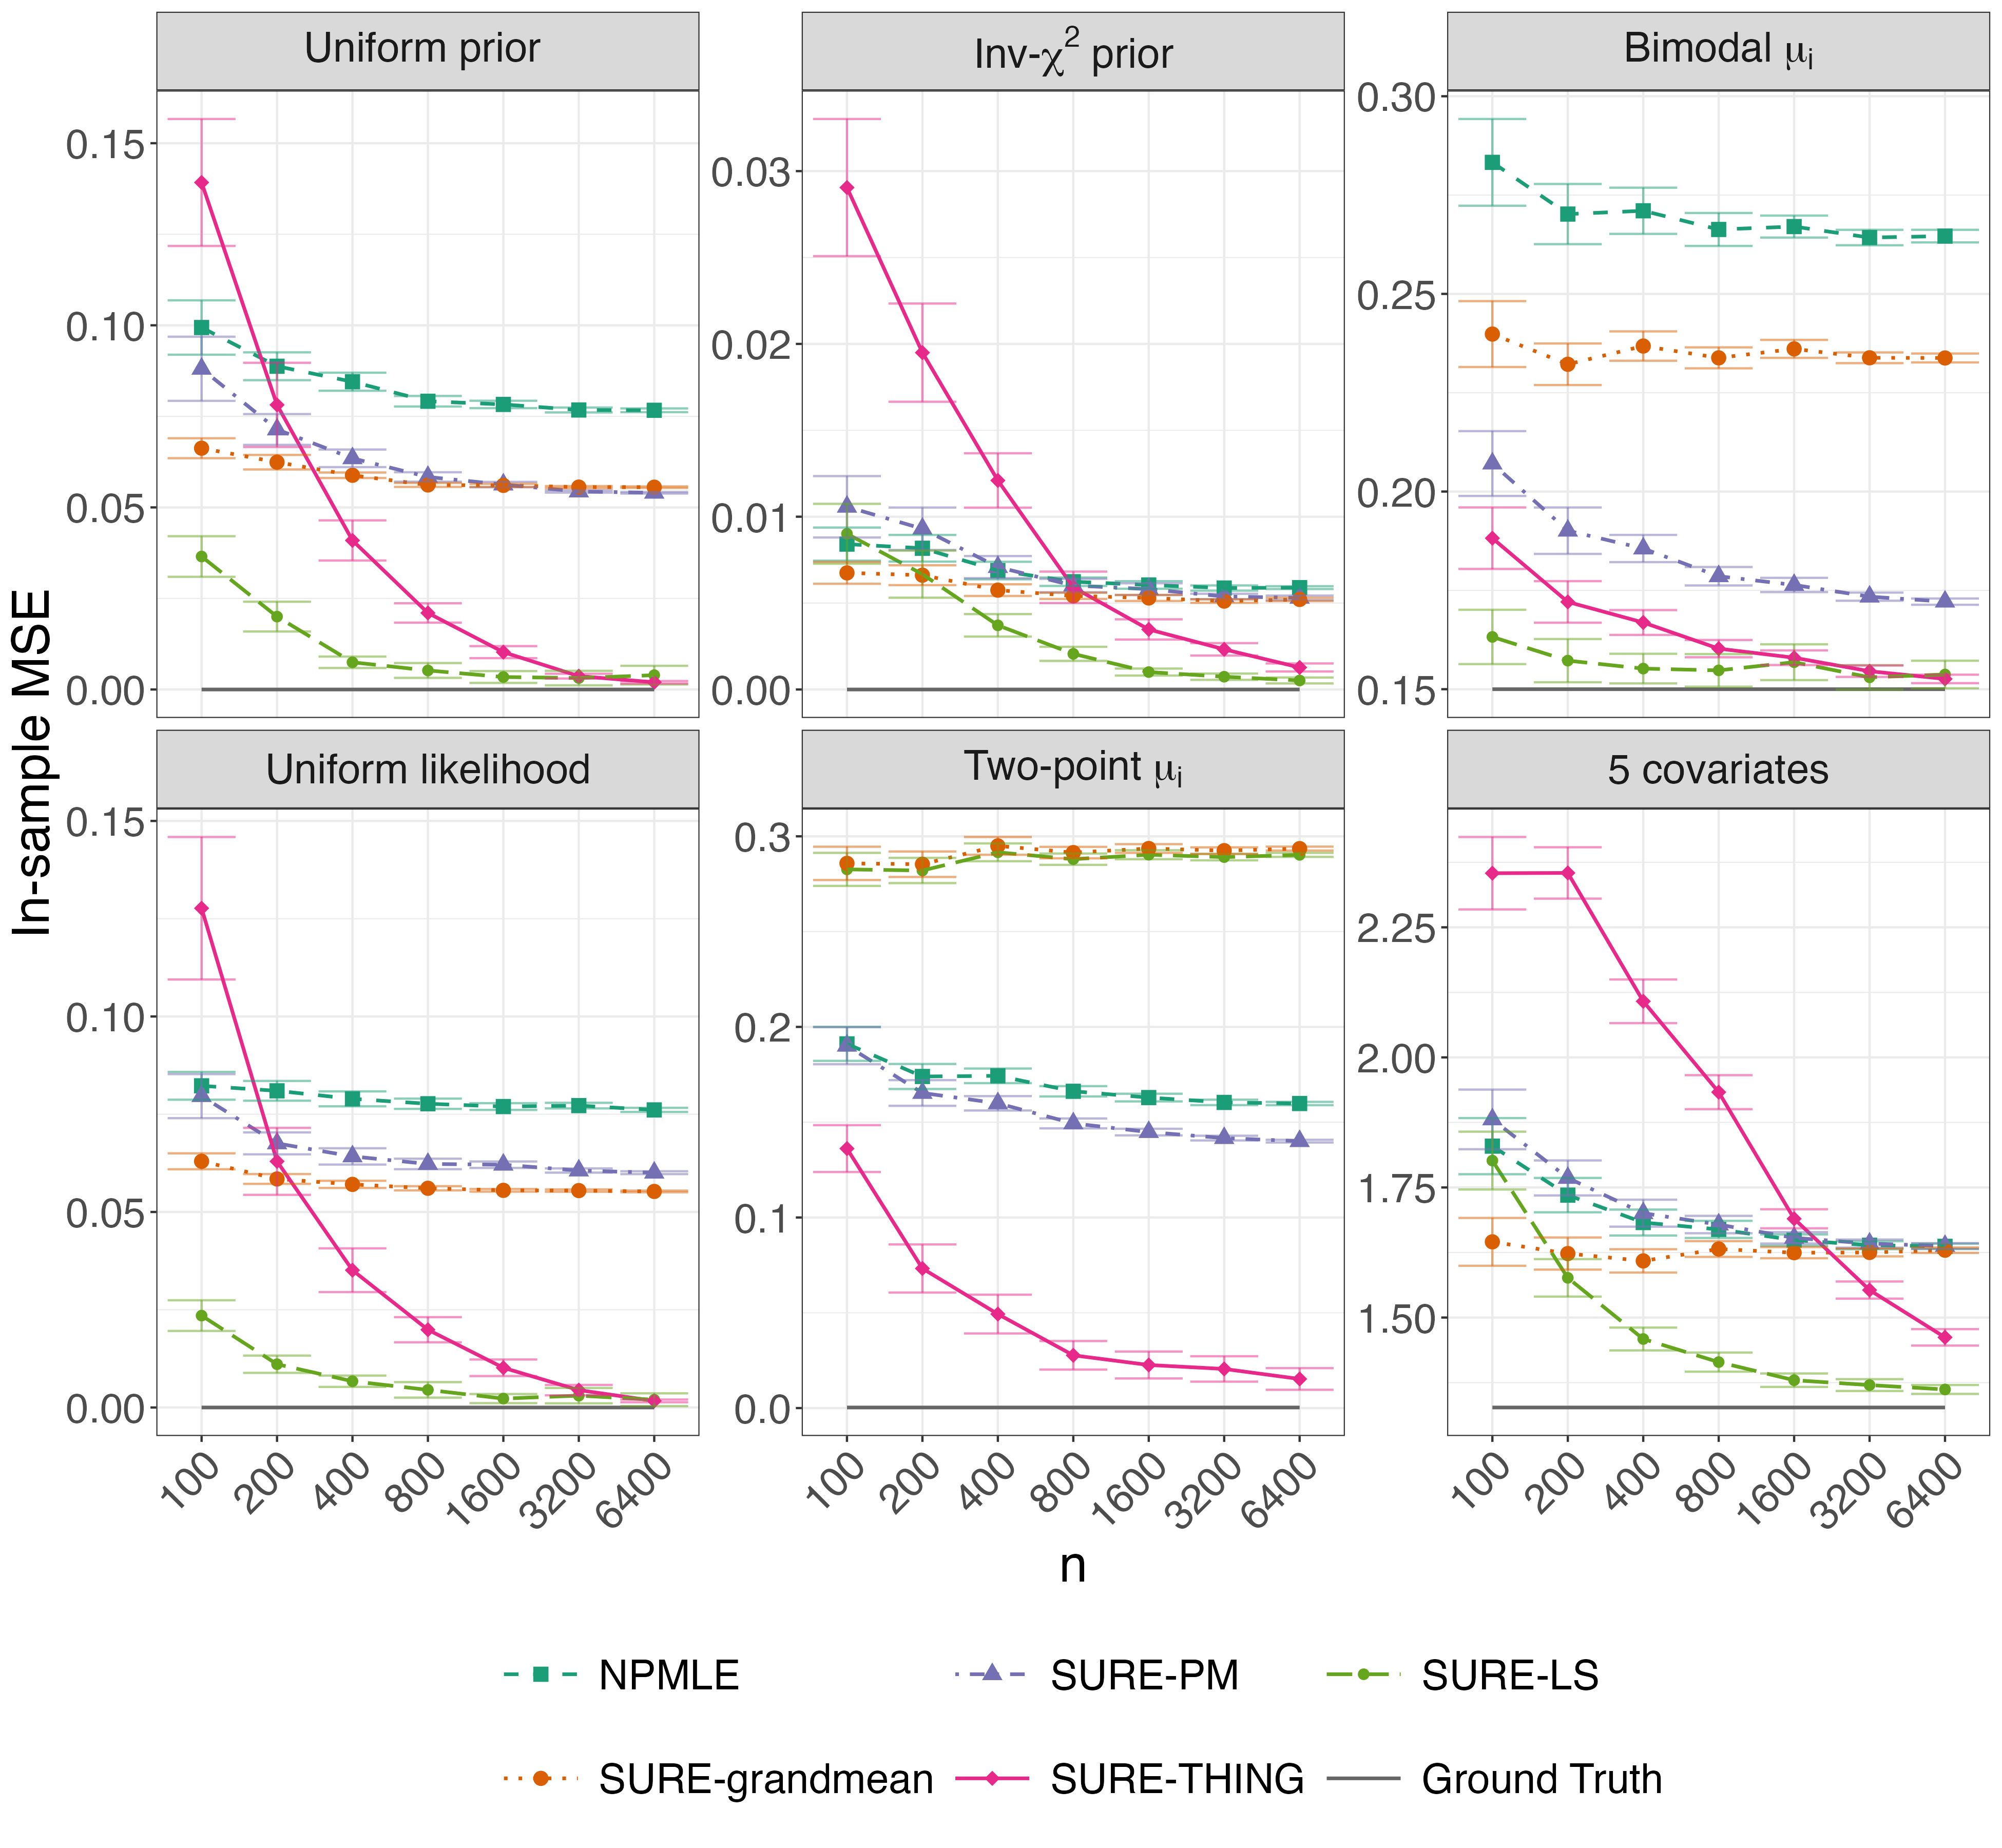 Uniform prior
Inv-χ² prior
Bimodal μᵢ
0.15
0.10
0.05
0.00
0.03
0.02
0.01
0.00
0.30
0.25
0.20
0.15
In-sample MSE
Uniform likelihood
Two-point μᵢ
5 covariates
0.15
0.10
0.05
0.00
0.3
0.2
0.1
0.0
2.25
2.00
1.75
1.50
100 200 400 800 1600 3200 6400
100 200 400 800 1600 3200 6400
100 200 400 800 1600 3200 6400
n
NPMLE SURE-PM SURE-LS
SURE-grandmean SURE-THING Ground Truth